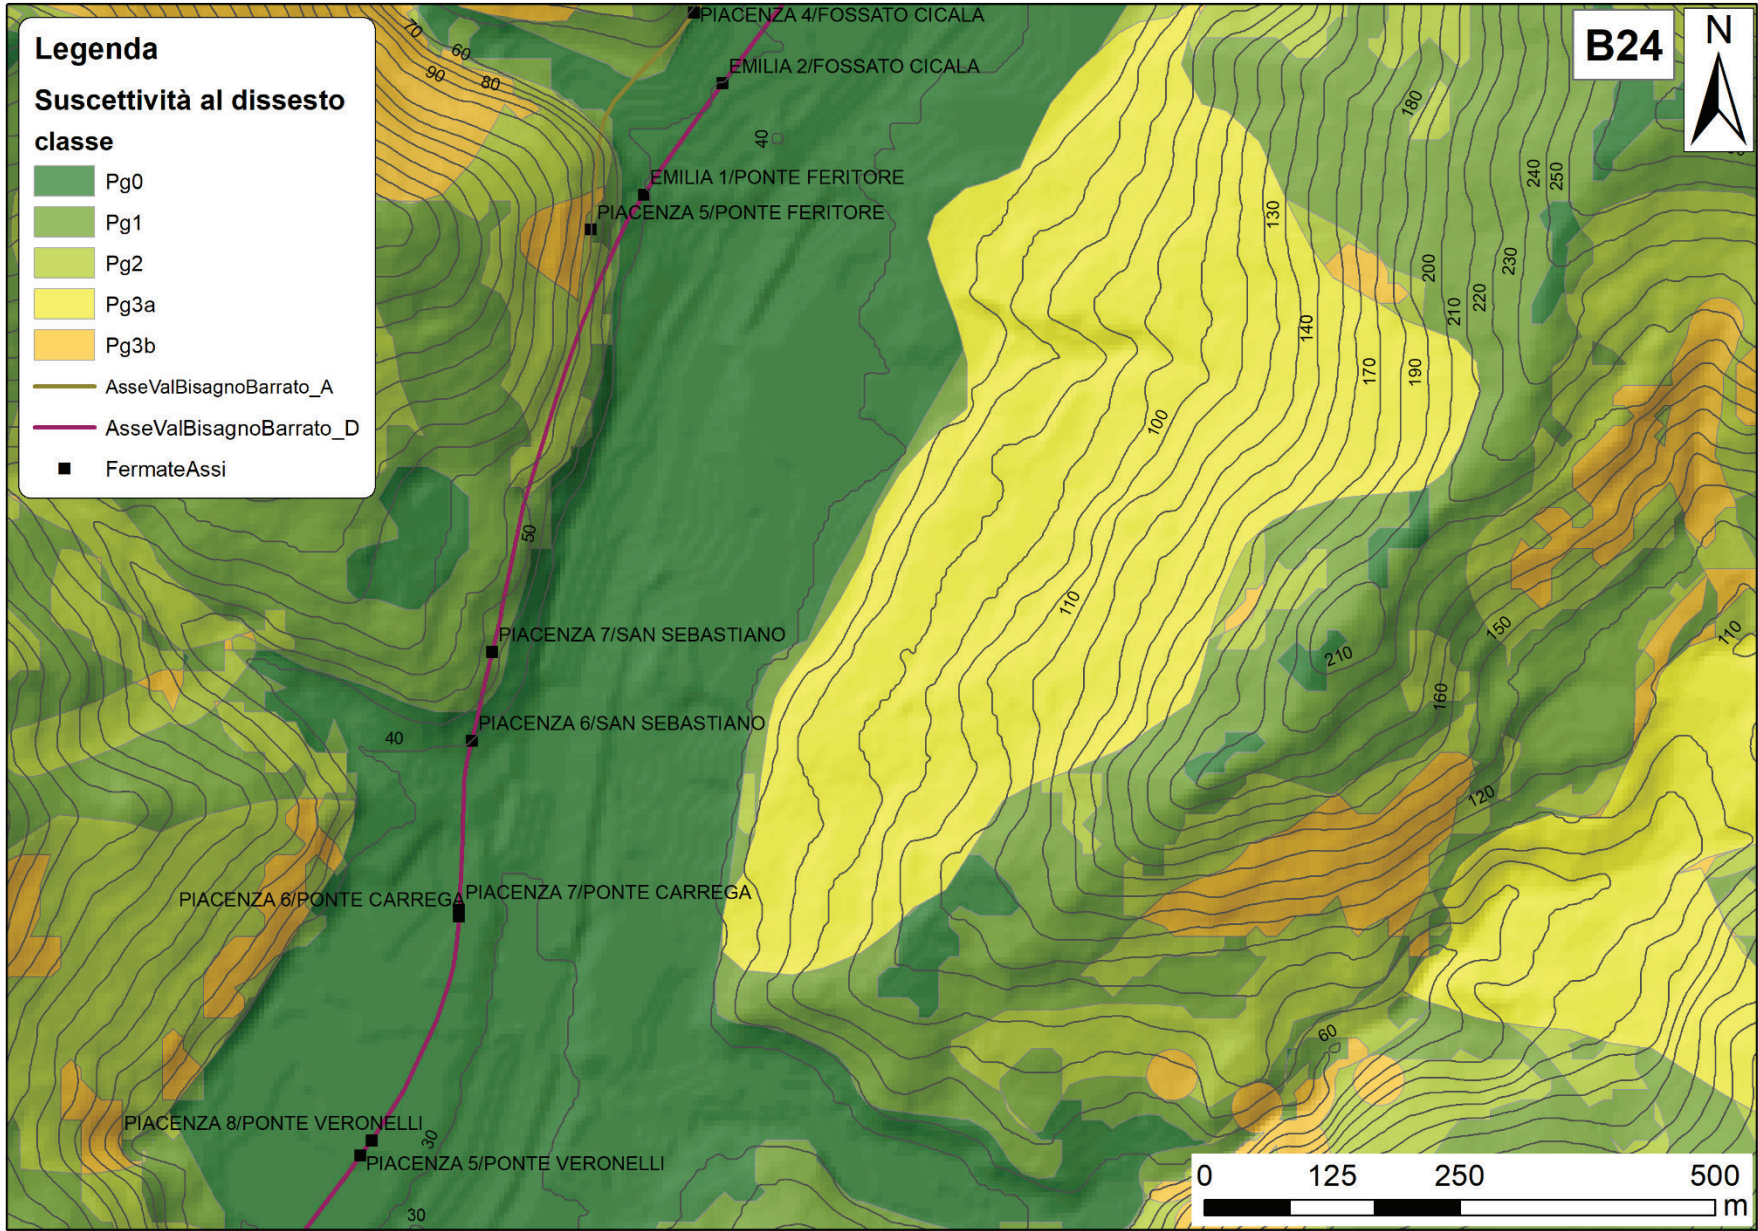 Legenda
Suscettività al dissesto
classe
Pg0
Pg1
Pg2
Pg3a
Pg3b
AsseValBisagnoBarrato_A
AsseValBisagnoBarrato_D
FermateAssi
B24
N
PIACENZA 4/FOSSATO CICALA
EMILIA 2/FOSSATO CICALA
EMILIA 1/PONTE FERITORE
PIACENZA 5/PONTE FERITORE
PIACENZA 7/SAN SEBASTIANO
PIACENZA 6/SAN SEBASTIANO
PIACENZA 6/PONTE CARREGA
PIACENZA 7/PONTE CARREGA
PIACENZA 8/PONTE VERONELLI
PIACENZA 5/PONTE VERONELLI
70
60
90
80
40
180
240
250
130
200
230
220
210
140
170
190
100
50
110
150
110
210
160
40
120
60
30
30
0 125 250 500
m